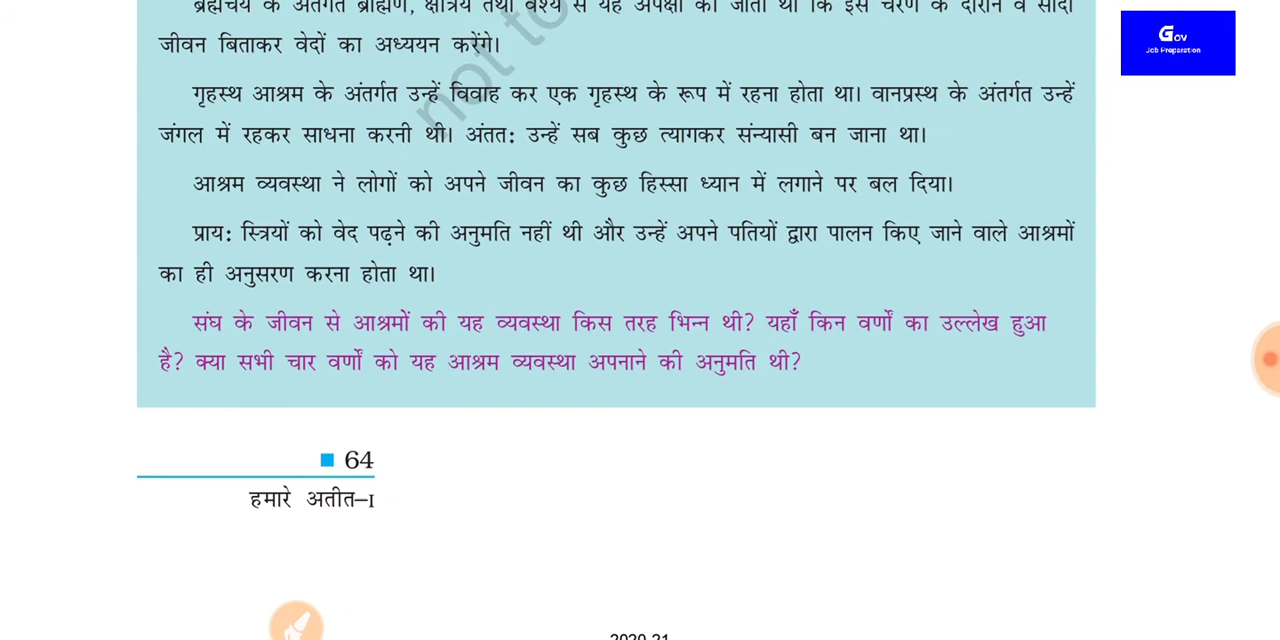 ब्रह्मचर्य के अंतर्गत ब्राह्मण, क्षत्रिय तथा वैश्य से यह अपेक्षा की जाती थी कि इस चरण के दौरान वे सादा
जीवन बिताकर वेदों का अध्ययन करेंगे।
गृहस्थ आश्रम के अंतर्गत उन्हें विवाह कर एक गृहस्थ के रूप में रहना होता था। वानप्रस्थ के अंतर्गत उन्हें
जंगल में रहकर साधना करनी थी। अंतत: उन्हें सब कुछ त्यागकर संन्यासी बन जाना था।
आश्रम व्यवस्था ने लोगों को अपने जीवन का कुछ हिस्सा ध्यान में लगाने पर बल दिया।
प्राय: स्त्रियों को वेद पढ़ने की अनुमति नहीं थी और उन्हें अपने पतियों द्वारा पालन किए जाने वाले आश्रमों
का ही अनुसरण करना होता था।
संघ के जीवन से आश्रमों की यह व्यवस्था किस तरह भिन्न थी? यहाँ किन वर्णों का उल्लेख हुआ
है? क्या सभी चार वर्णों को यह आश्रम व्यवस्था अपनाने की अनुमति थी?
64
हमारे अतीत–I
2020-21
not to
Gov
Job Preparation